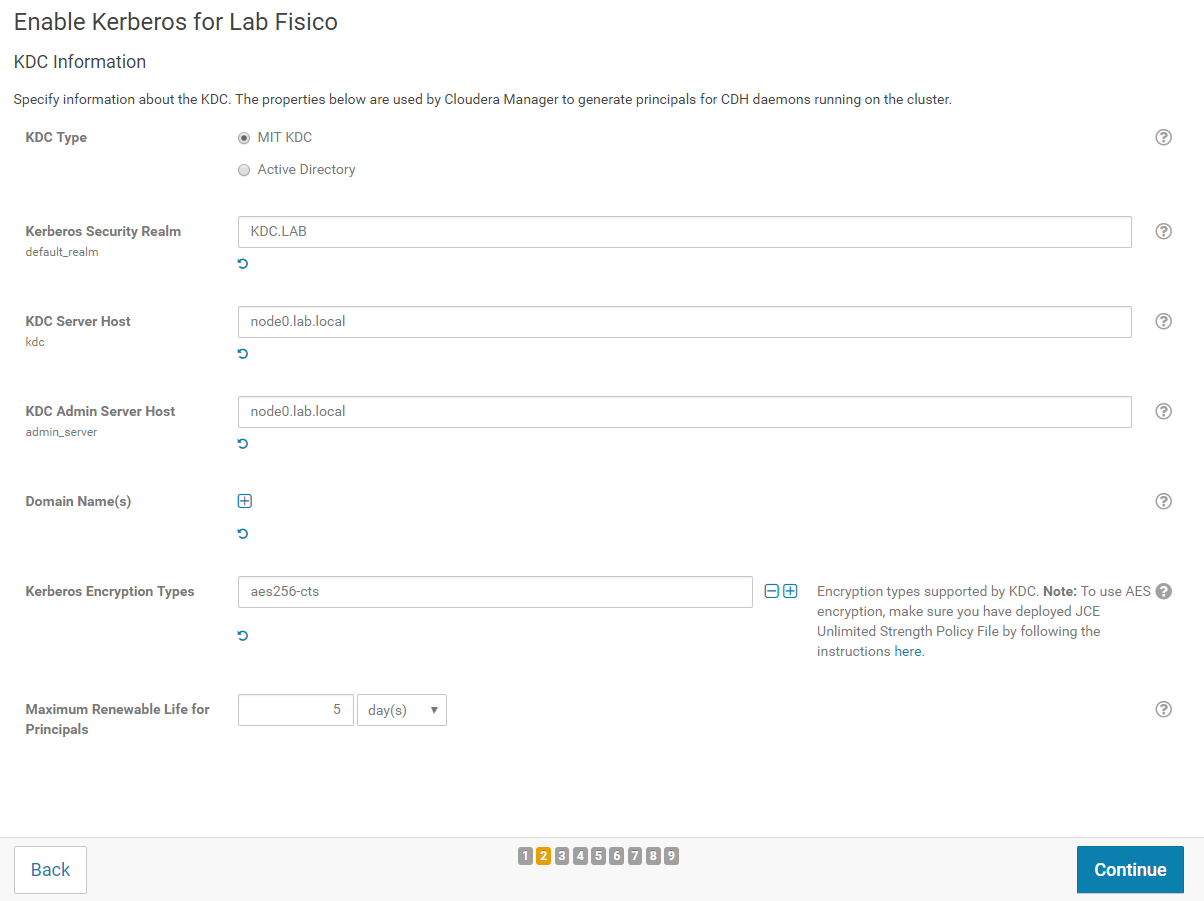 Enable Kerberos for Lab Fisico
KDC Information
Specify information about the KDC. The properties below are used by Cloudera Manager to generate principals for CDH daemons running on the cluster.
KDC Type
MIT KDC
Active Directory
Kerberos Security Realm
default_realm
KDC.LAB
KDC Server Host
kdc
node0.lab.local
KDC Admin Server Host
admin_server
node0.lab.local
Domain Name(s)
Kerberos Encryption Types
aes256-cts
Encryption types supported by KDC. Note: To use AES
encryption, make sure you have deployed JCE
Unlimited Strength Policy File by following the
instructions here.
Maximum Renewable Life for
Principals
5 day(s)
Back
1 2 3 4 5 6 7 8 9
Continue